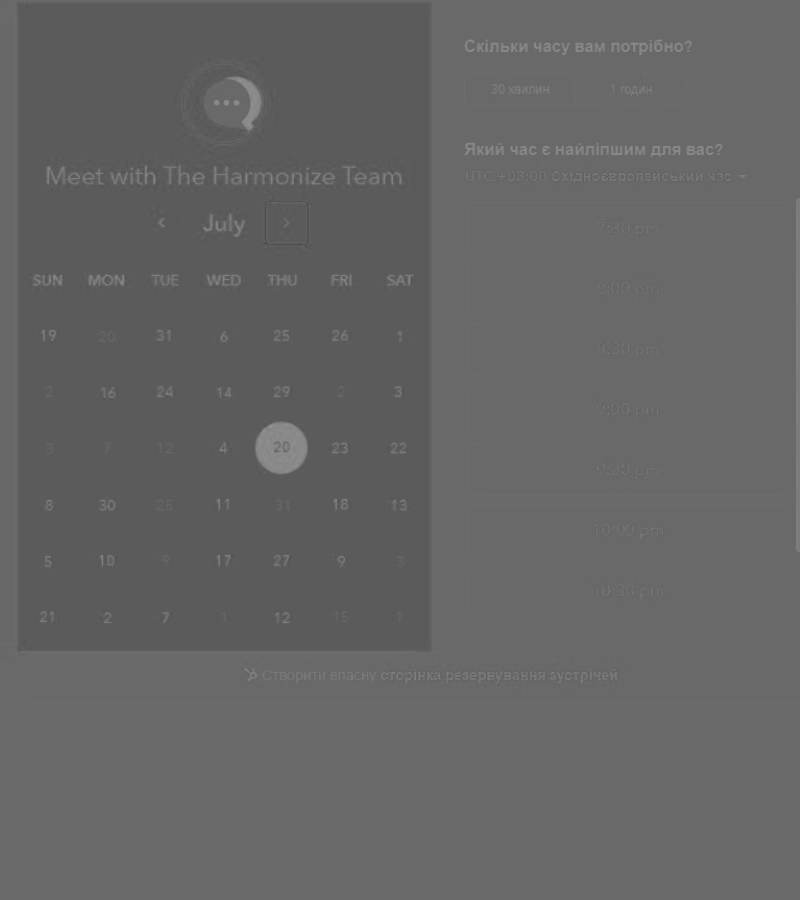 Meet with The Harmonize Team
July
SUN MON TUE WED THU FRI SAT
19 20 31 6 25 26 1
2 16 24 14 29 2 3
3 7 12 4 20 23 22
8 30 25 11 31 18 13
5 10 9 17 27 9 3
21 2 7 1 12 15
Скільки часу вам потрібно?
30 хвилин 1 годин
Який час є найліпшим для вас?
UTC +03:00 Східноєвропейський час
7:30 pm
8:00 pm
8:30 pm
9:00 pm
9:30 pm
10:00 pm
10:30 pm
Створити власну сторінка резервування зустрічей